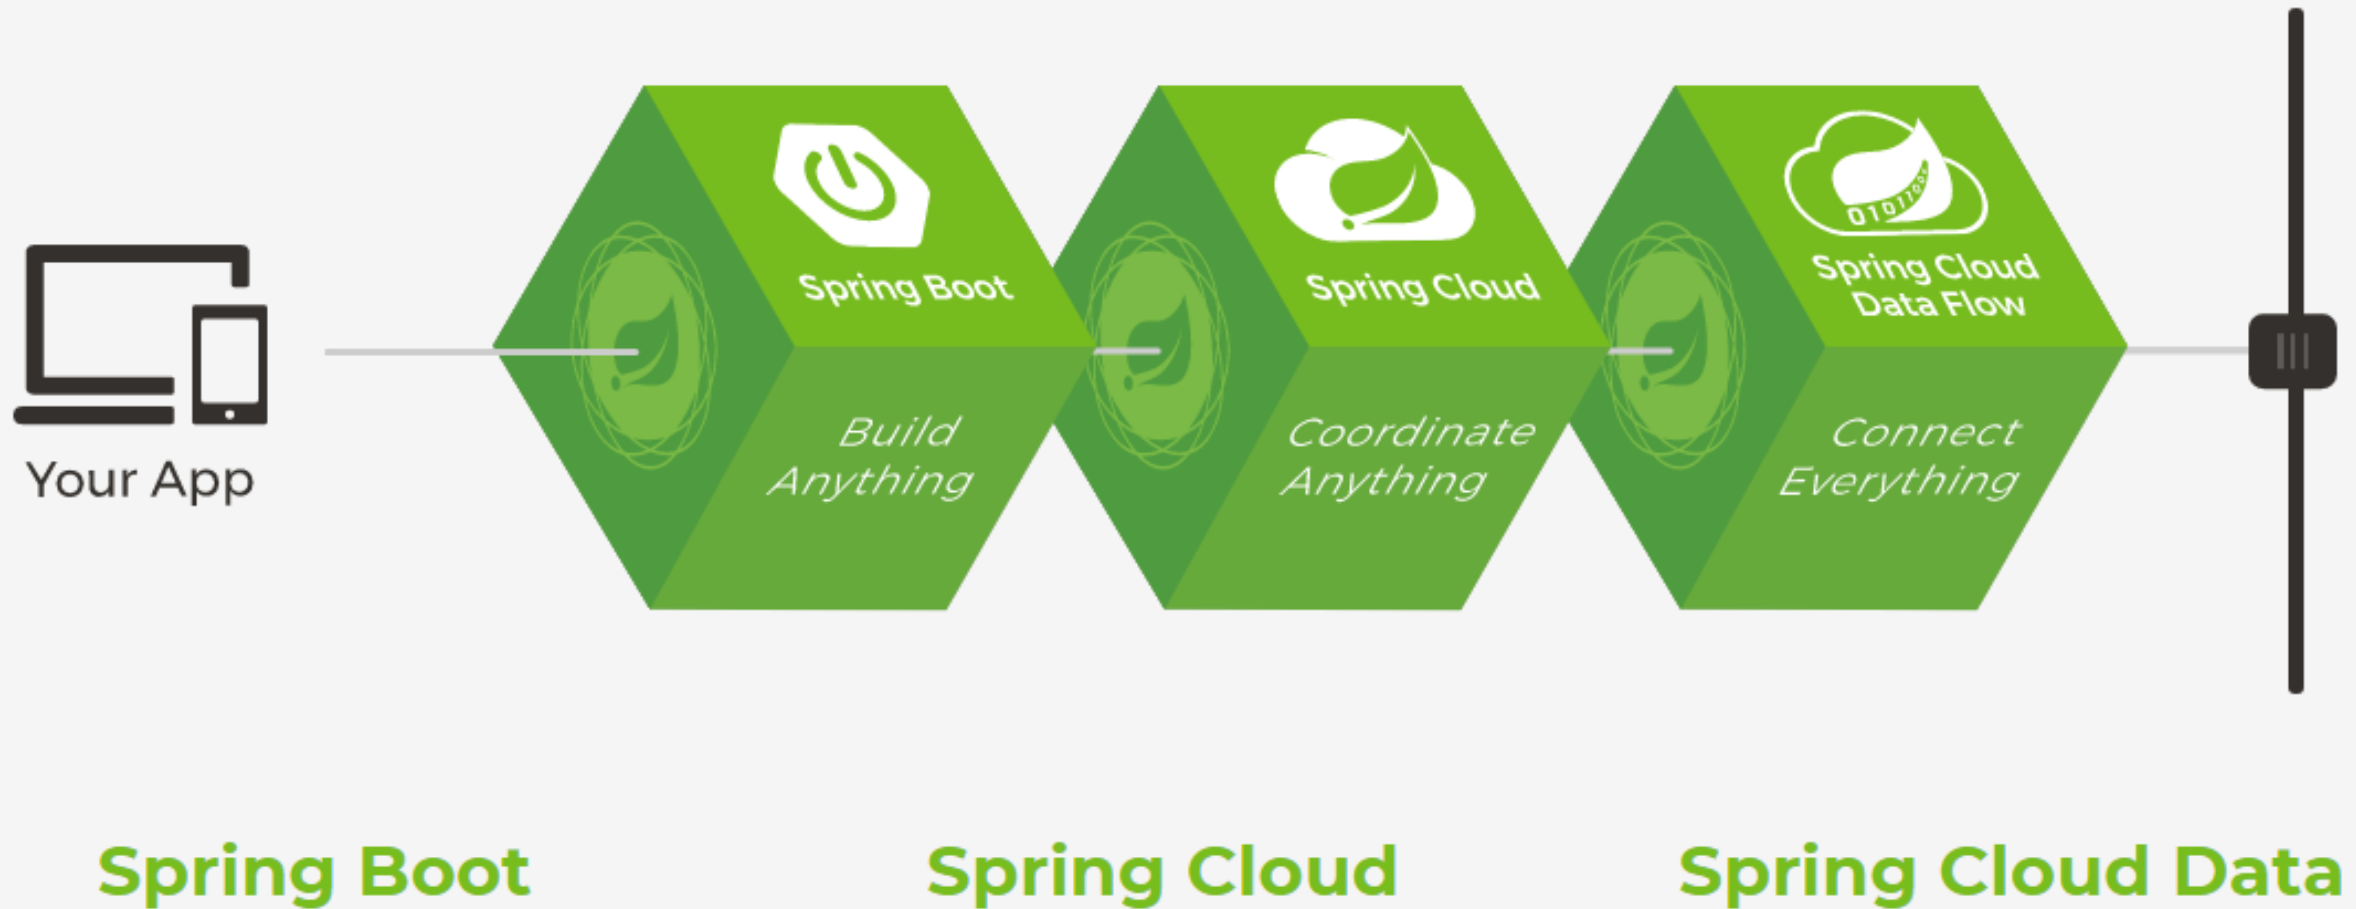 Your App
Spring Boot
Build
Anything
Spring Cloud
Coordinate
Anything
01011001
Spring Cloud
Data Flow
Connect
Everything
Spring Boot
Spring Cloud
Spring Cloud Data